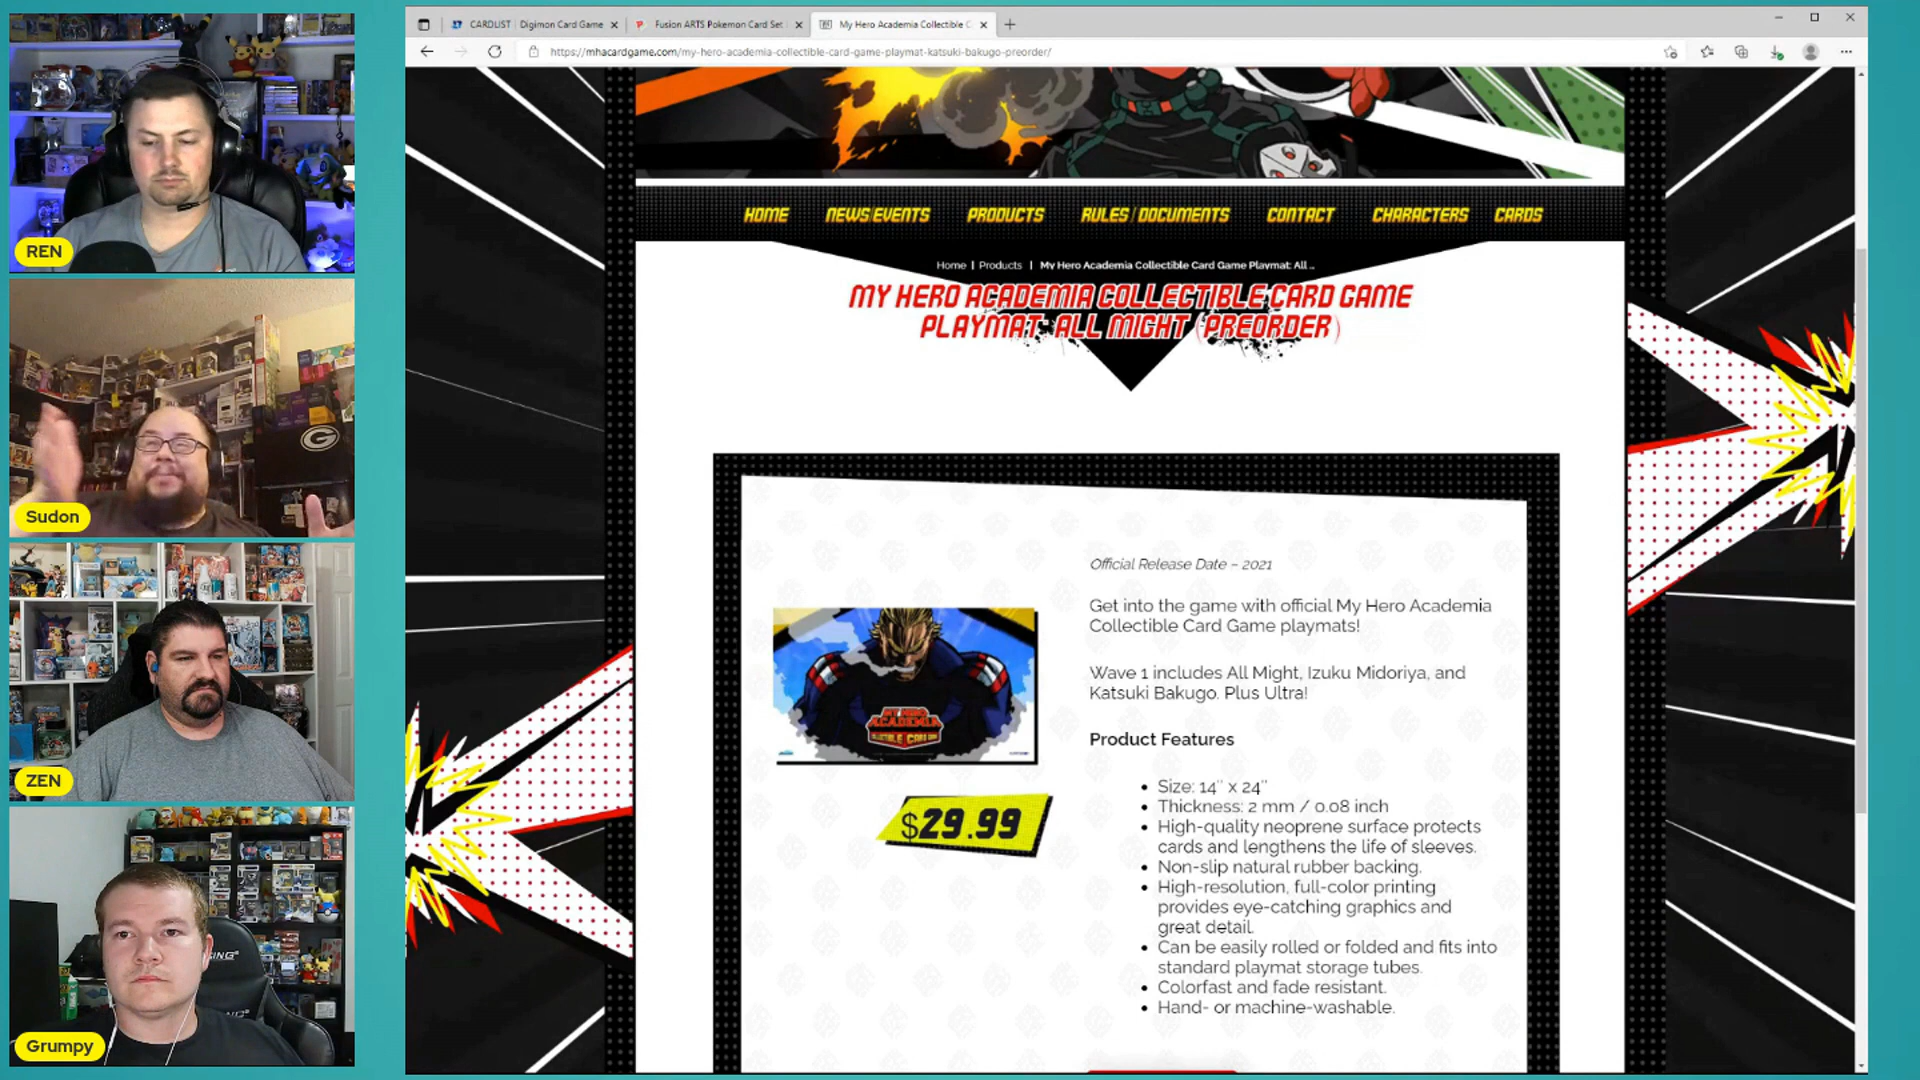 CARDLIST | Digimon Card Game
Fusion ARTS Pokemon Card Set
My Hero Academia Collectible C
https://mhacardgame.com/my-hero-academia-collectible-card-game-playmat-katsuki-bakugo-preorder/
HOME
NEWS/EVENTS
PRODUCTS
RULES / DOCUMENTS
CONTACT
CHARACTERS
CARDS
Home | Products | My Hero Academia Collectible Card Game Playmat: All ...
MY HERO ACADEMIA COLLECTIBLE CARD GAME
PLAYMAT: ALL MIGHT (PREORDER)
Official Release Date – 2021
Get into the game with official My Hero Academia
Collectible Card Game playmats!
Wave 1 includes All Might, Izuku Midoriya, and
Katsuki Bakugo. Plus Ultra!
Product Features
• Size: 14" x 24"
• Thickness: 2 mm / 0.08 inch
• High-quality neoprene surface protects
cards and lengthens the life of sleeves.
• Non-slip natural rubber backing.
• High-resolution, full-color printing
provides eye-catching graphics and
great detail.
• Can be easily rolled or folded and fits into
standard playmat storage tubes.
• Colorfast and fade resistant.
• Hand- or machine-washable.
MY HERO
ACADEMIA
COLLECTIBLE CARD GAME
$29.99
REN
Sudon
G
ZEN
Grumpy